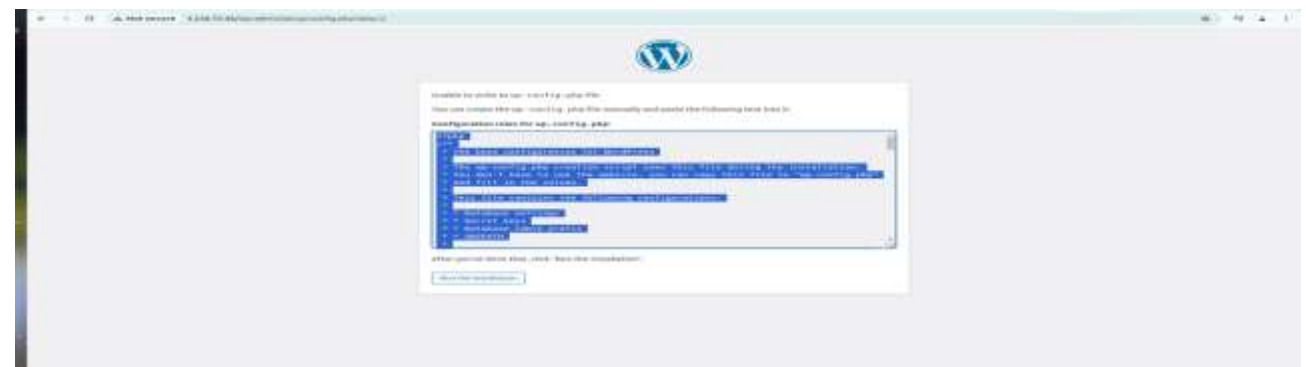 Not secure
Unable to write to wp-config.php file.
You can create the wp-config.php file manually and paste the following text into it.
Configuration rules for wp-config.php:
<?php
/**
* The base configuration for WordPress
*
* The wp-config.php creation script uses this file during the installation.
* You don't have to use the website, you can copy this file to "wp-config.php"
* and fill in the values.
*
* This file contains the following configurations:
*
* * Database settings
* * Secret keys
* * Database table prefix
* * ABSPATH
*
After you've done that, click "Run the installation".
Run the installation